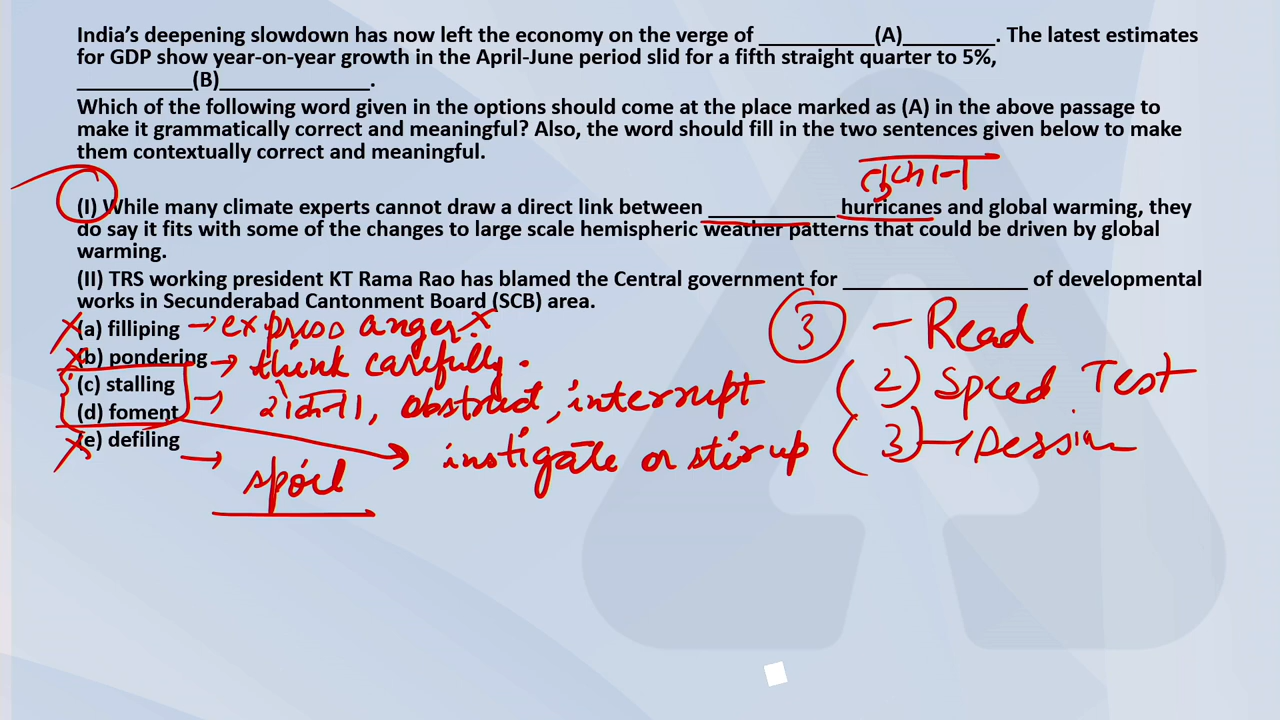 India's deepening slowdown has now left the economy on the verge of __________(A)________. The latest estimates
for GDP show year-on-year growth in the April-June period slid for a fifth straight quarter to 5%,
__________(B)_____________.
Which of the following word given in the options should come at the place marked as (A) in the above passage to
make it grammatically correct and meaningful? Also, the word should fill in the two sentences given below to make
them contextually correct and meaningful.
तूफान
(I) While many climate experts cannot draw a direct link between ___________ hurricanes and global warming, they
do say it fits with some of the changes to large scale hemispheric weather patterns that could be driven by global
warming.
(II) TRS working president KT Rama Rao has blamed the Central government for ________________ of developmental
works in Secunderabad Cantonment Board (SCB) area.
(a) filliping → express anger. x
(b) pondering → think carefully.
(c) stalling
(d) foment → रोकना, obstruct, interrupt
(e) defiling
instigate or stir up
→ spoil
3 - Read
(2) Speed Test
(3) - Session